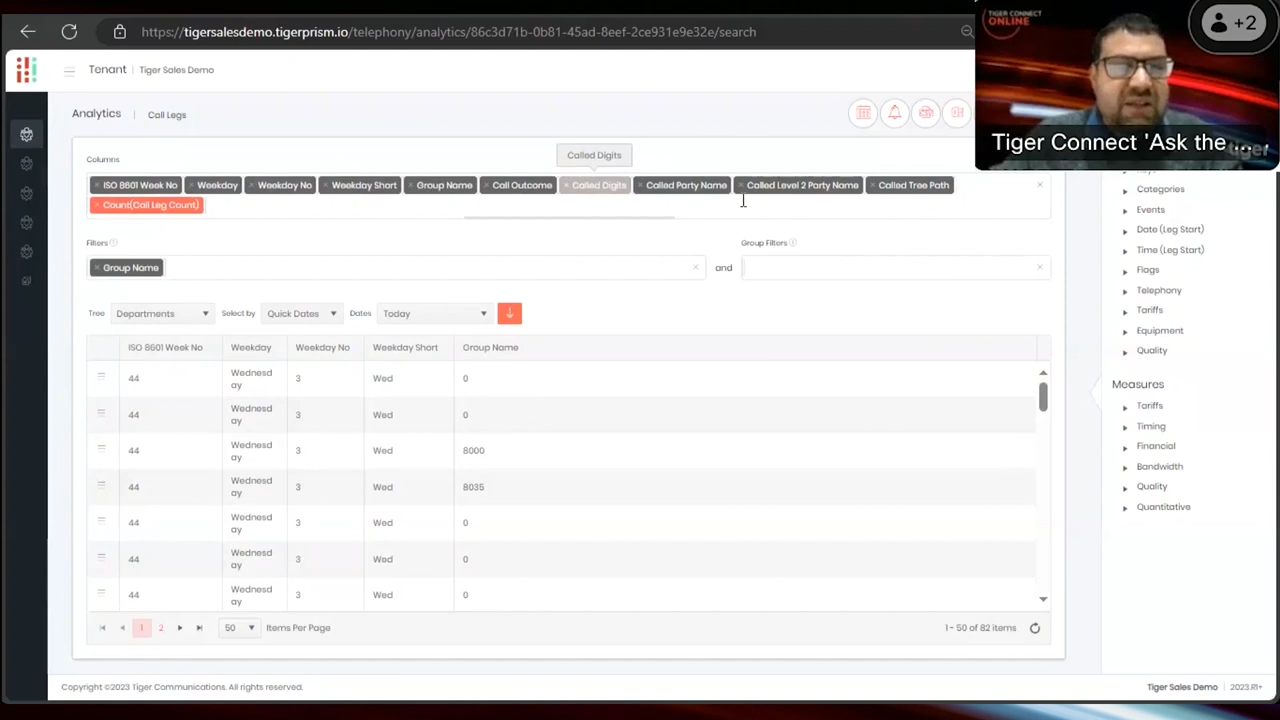 https://tigersalesdemo.tigerprism.io/telephony/analytics/86c3d71b-0b81-45ad-8eef-2ce931e9e32e/search
TIGER CONNECT
ONLINE
+2
Tiger Connect 'Ask the ...
Tenant | Tiger Sales Demo
Analytics | Call Legs
Columns
Called Digits
× ISO 8601 Week No × Weekday × Weekday No × Weekday Short × Group Name × Call Outcome × Called Digits × Called Party Name × Called Level 2 Party Name × Called Tree Path ×
× Count(Call Leg Count)
Filters
Group Filters
× Group Name × and ×
Tree Departments Select by Quick Dates Dates Today
ISO 8601 Week No Weekday Weekday No Weekday Short Group Name
44 Wednesd
ay 3 Wed 0
44 Wednesd
ay 3 Wed 0
44 Wednesd
ay 3 Wed 8000
44 Wednesd
ay 3 Wed 8035
44 Wednesd
ay 3 Wed 0
44 Wednesd
ay 3 Wed 0
44 Wednesd
ay 3 Wed 0
1 2 50 Items Per Page 1 - 50 of 82 items
Categories
Events
Date (Leg Start)
Time (Leg Start)
Flags
Telephony
Tariffs
Equipment
Quality
Measures
Tariffs
Timing
Financial
Bandwidth
Quality
Quantitative
Copyright ©2023 Tiger Communications. All rights reserved.
Tiger Sales Demo | 2023.R1+